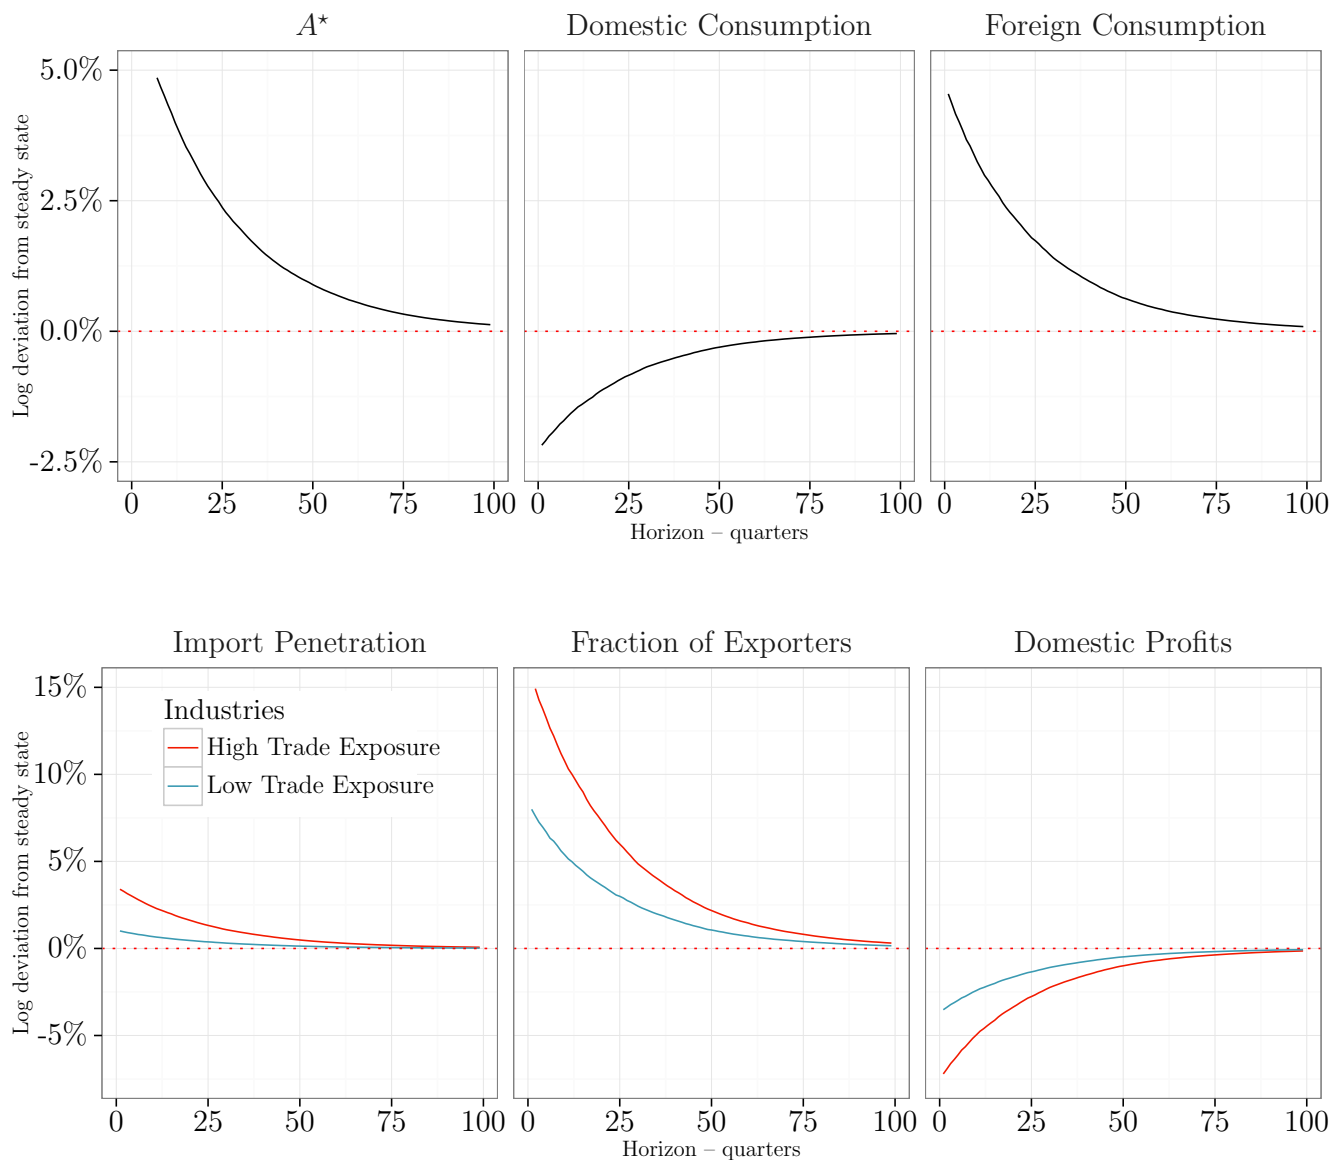 A⋆ Domestic Consumption Foreign Consumption
Log deviation from steady state
5.0%
2.5%
0.0%
-2.5%
0 25 50 75 100 0 25 50 75 100 0 25 50 75 100
Horizon – quarters
Import Penetration Fraction of Exporters Domestic Profits
Log deviation from steady state
15%
10%
5%
0%
-5%
Industries
High Trade Exposure
Low Trade Exposure
0 25 50 75 100 0 25 50 75 100 0 25 50 75 100
Horizon – quarters